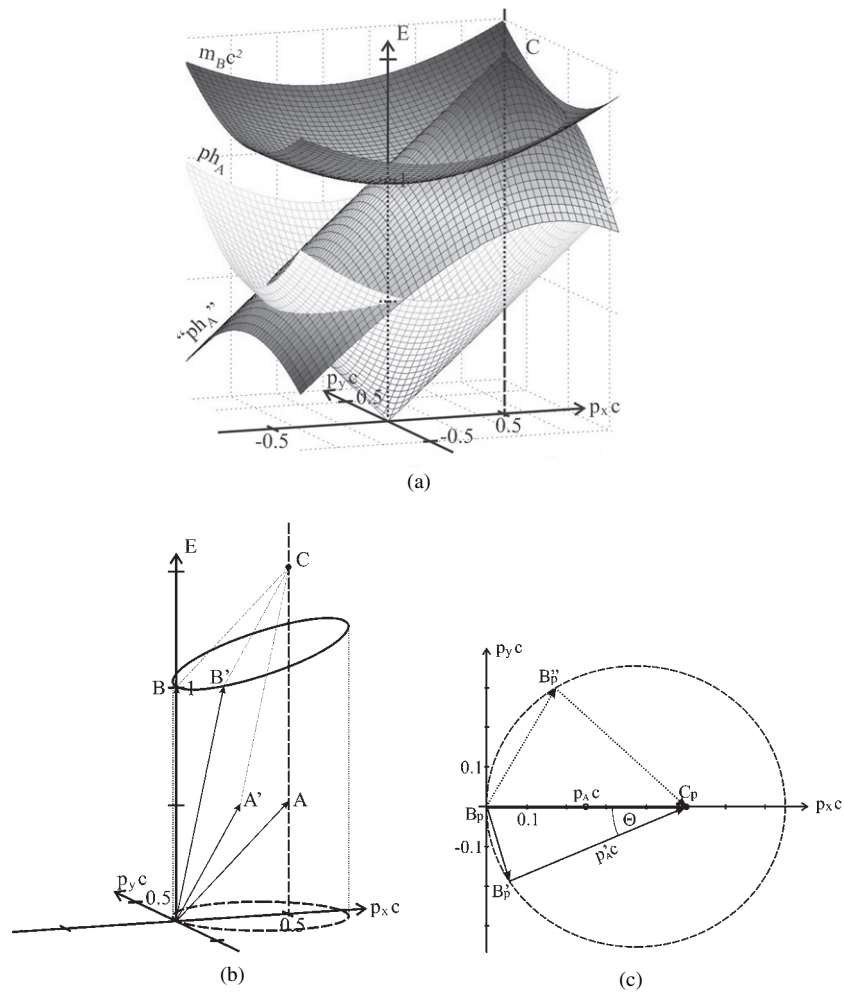 E
C
m_Bc²
ph_A
1
“ph_A”
p_yc
0.5
p_xc
-0.5
0.5
-0.5
(a)
E
C
B
1
B’
A’
A
p_yc
0.5
p_xc
0.5
(b)
p_yc
B_p’’
0.1
p_Ac
C_p
B_p
0.1
Θ
p_xc
-0.1
p_A’c
B_p’
(c)